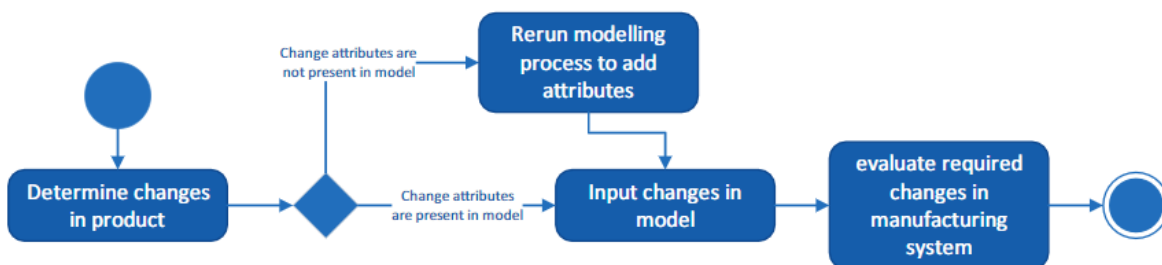 Change attributes are
not present in model
Rerun modelling
process to add
attributes
Determine changes
in product
Change attributes
are present in model
Input changes in
model
evaluate required
changes in
manufacturing
system